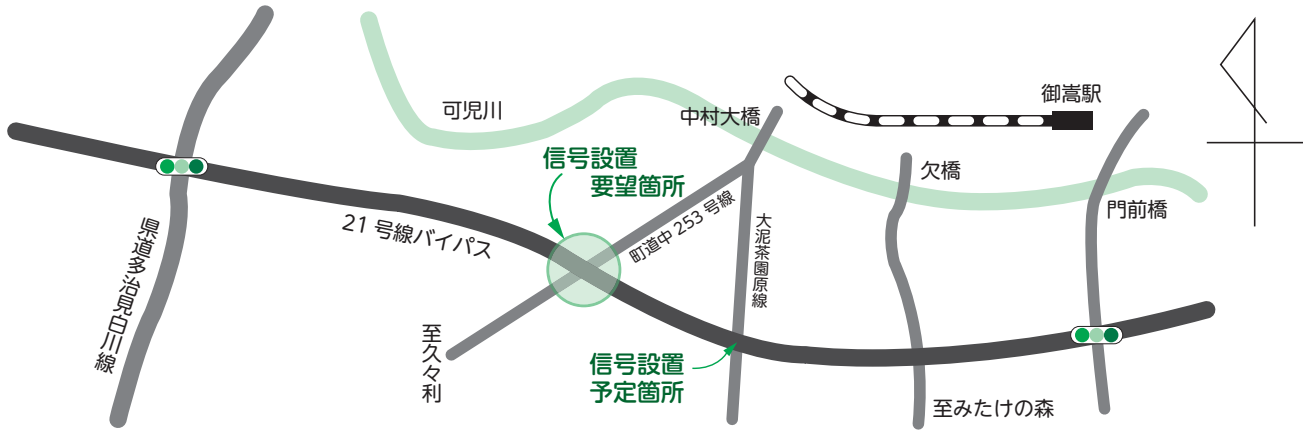 可児川
中村大橋
御嵩駅
信号設置
要望箇所
欠橋
門前橋
21 号線バイパス
町道中 253 号線
大泥茶園原線
県道多治見白川線
至久々利
信号設置
予定箇所
至みたけの森